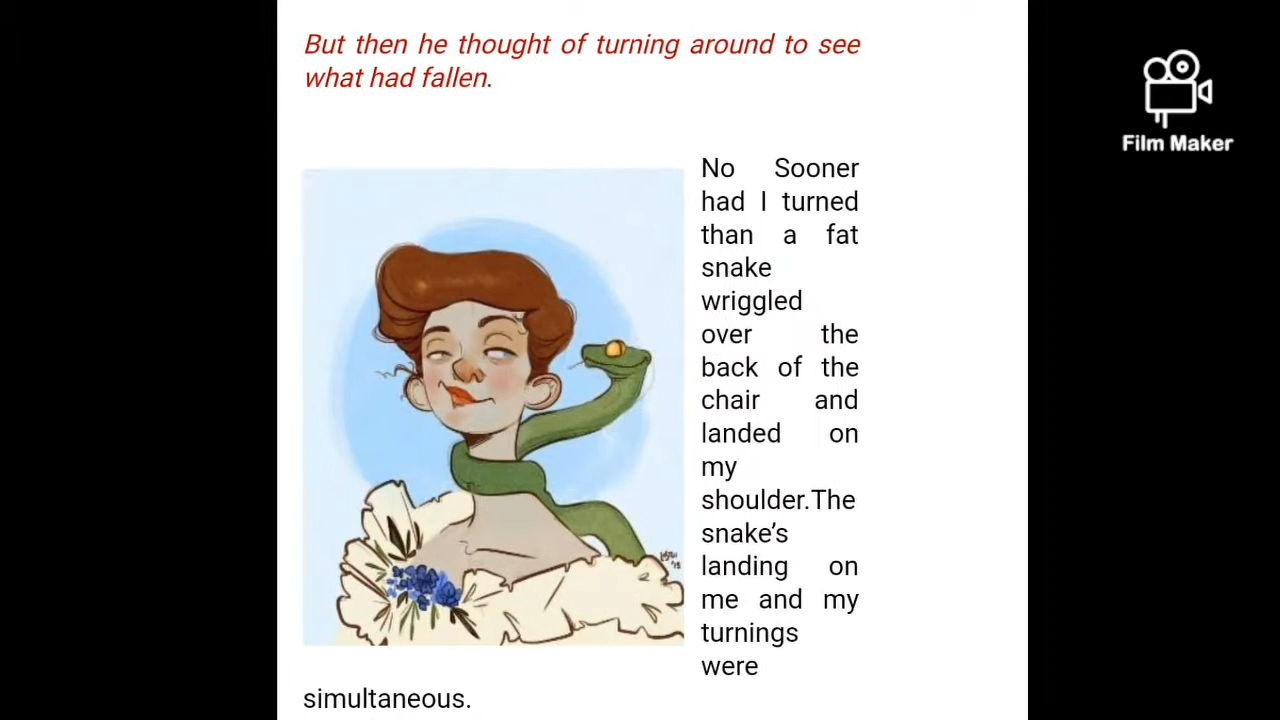 But then he thought of turning around to see
what had fallen.
No Sooner
had I turned
than a fat
snake
wriggled
over the
back of the
chair and
landed on
my
shoulder.The
snake’s
landing on
me and my
turnings
were
simultaneous.
Film Maker